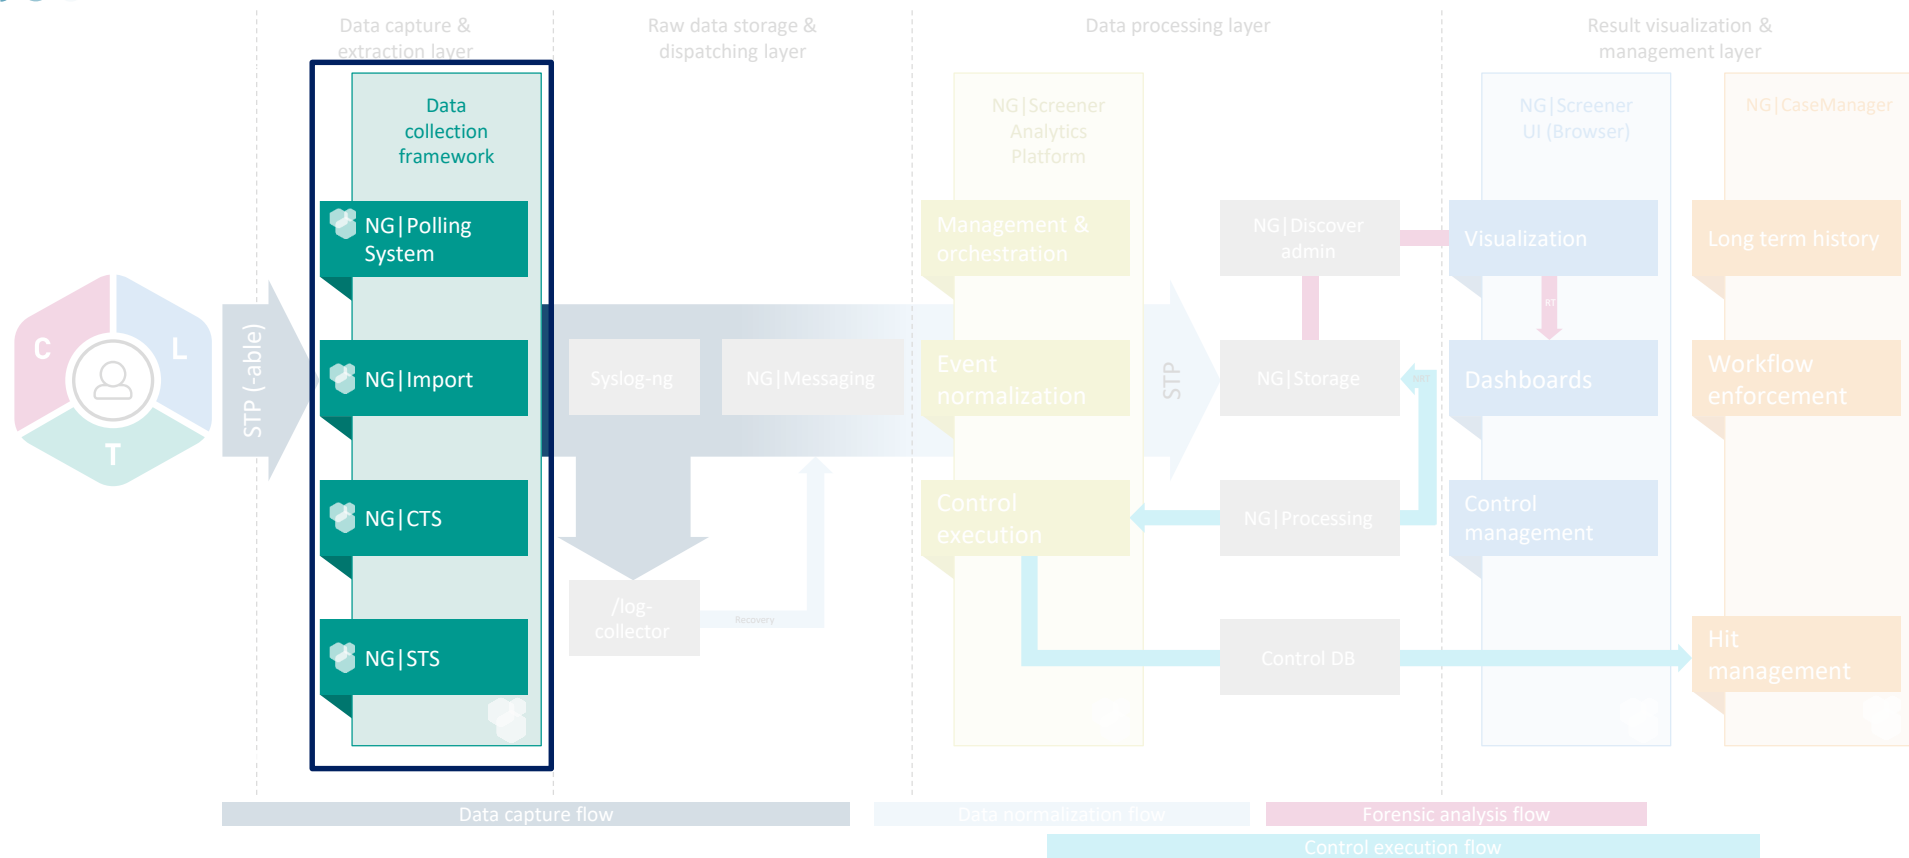 Data capture &
extraction layer
Raw data storage &
dispatching layer
Data processing layer
Result visualization &
management layer
Data
collection
framework
NG|Screener
Analytics
Platform
NG|Screener
UI (Browser)
NG|CaseManager
NG|Polling
System
Management &
orchestration
NG|Discover
admin
Visualization
Long term history
RT
C
L
T
STP (-able)
NG|Import
Syslog-ng
NG|Messaging
Event
normalization
STP
NG|Storage
NRT
Dashboards
Workflow
enforcement
NG|CTS
Control
execution
NG|Processing
Control
management
/log-
collector
Recovery
NG|STS
Control DB
Hit
management
Data capture flow
Data normalization flow
Forensic analysis flow
Control execution flow